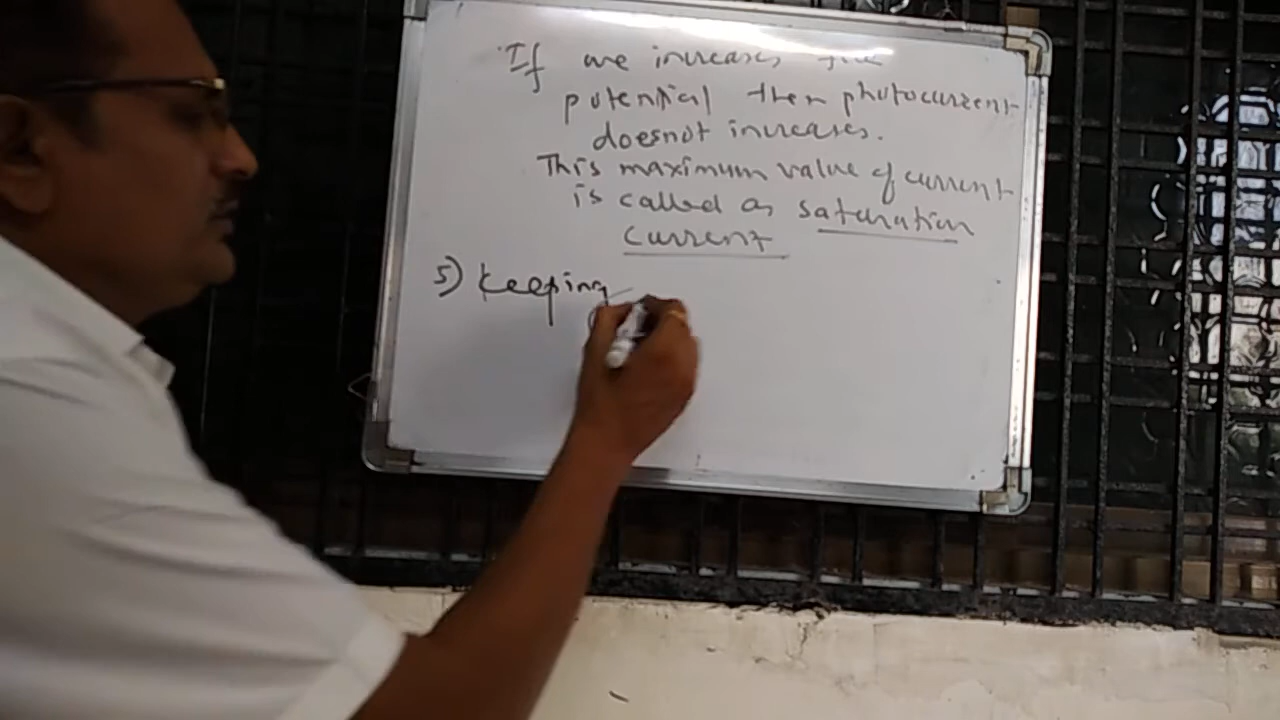 If we increases the
potential then photocurrent
doesnot increases.
This maximum value of current
is called as saturation
current
5) keeping